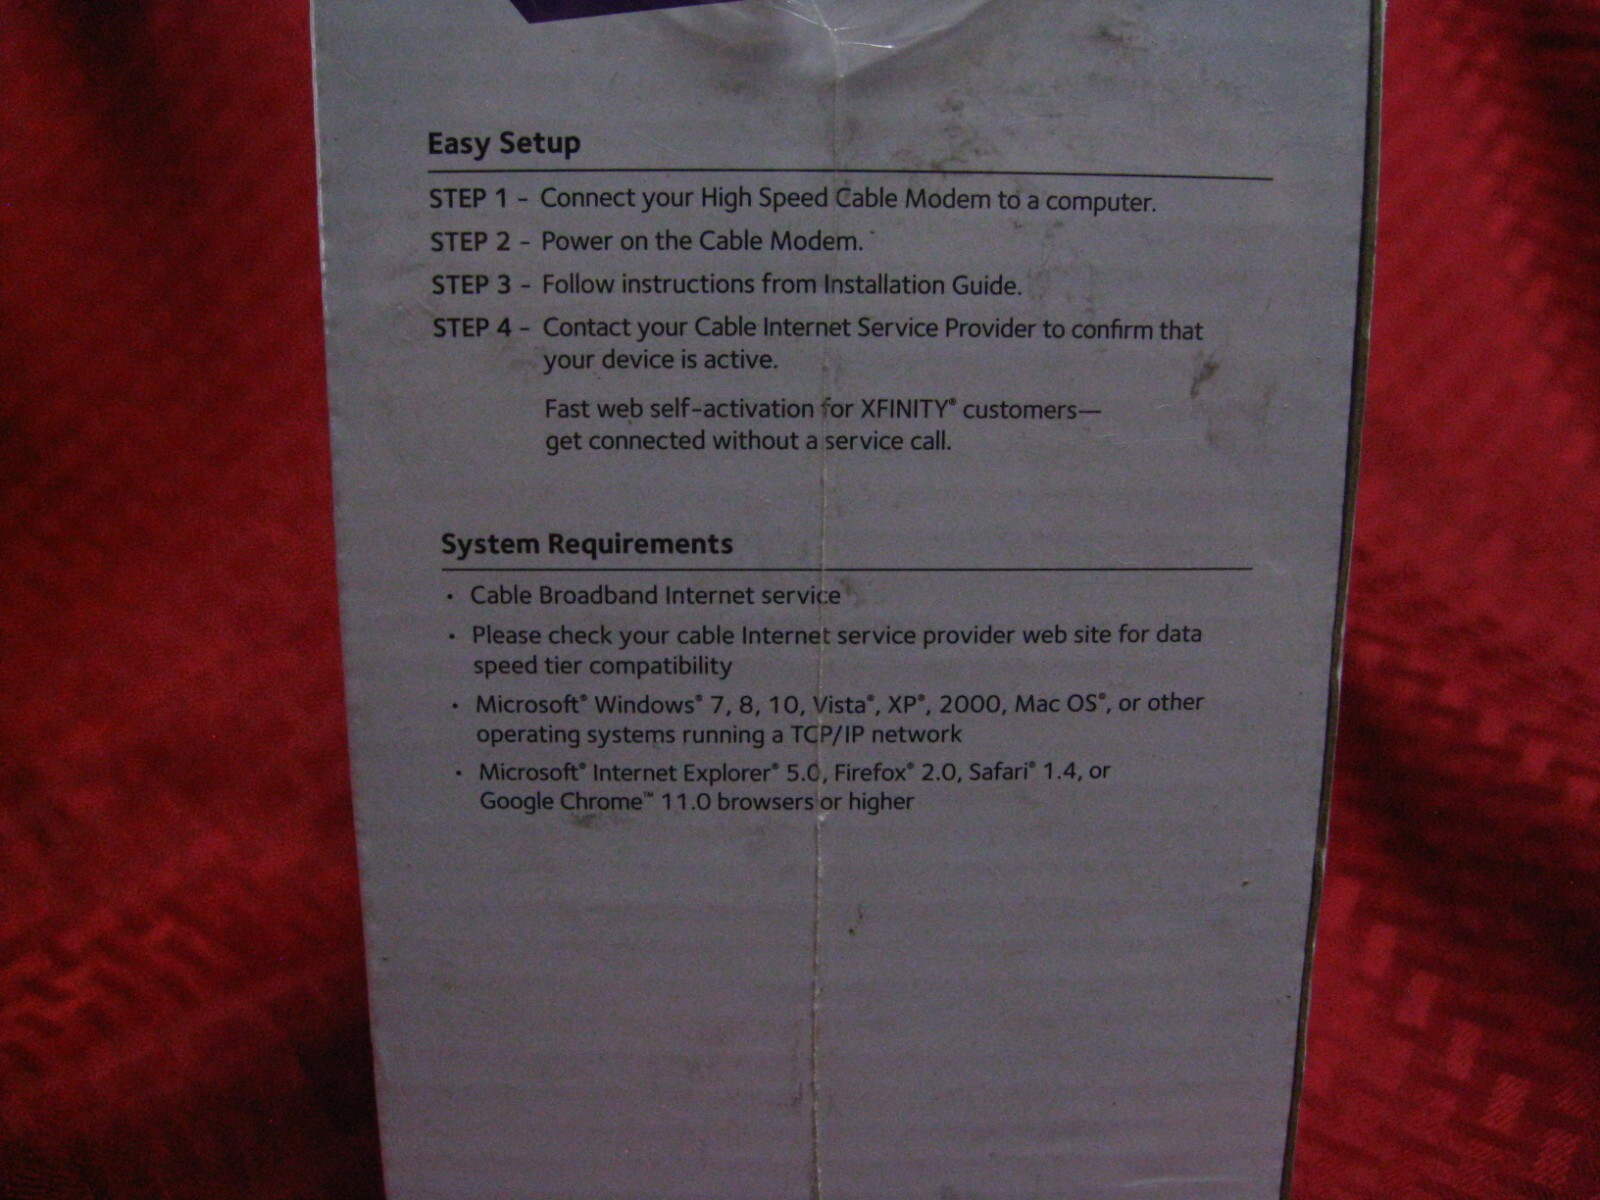 Easy Setup
STEP 1 - Connect your High Speed Cable Modem to a computer.
STEP 2 - Power on the Cable Modem.
STEP 3 - Follow instructions from Installation Guide.
STEP 4 - Contact your Cable Internet Service Provider to confirm that
your device is active.
Fast web self-activation for XFINITY® customers—
get connected without a service call.
System Requirements
• Cable Broadband Internet service
• Please check your cable Internet service provider web site for data
speed tier compatibility
• Microsoft® Windows® 7, 8, 10, Vista®, XP®, 2000, Mac OS®, or other
operating systems running a TCP/IP network
• Microsoft® Internet Explorer® 5.0, Firefox® 2.0, Safari® 1.4, or
Google Chrome™ 11.0 browsers or higher